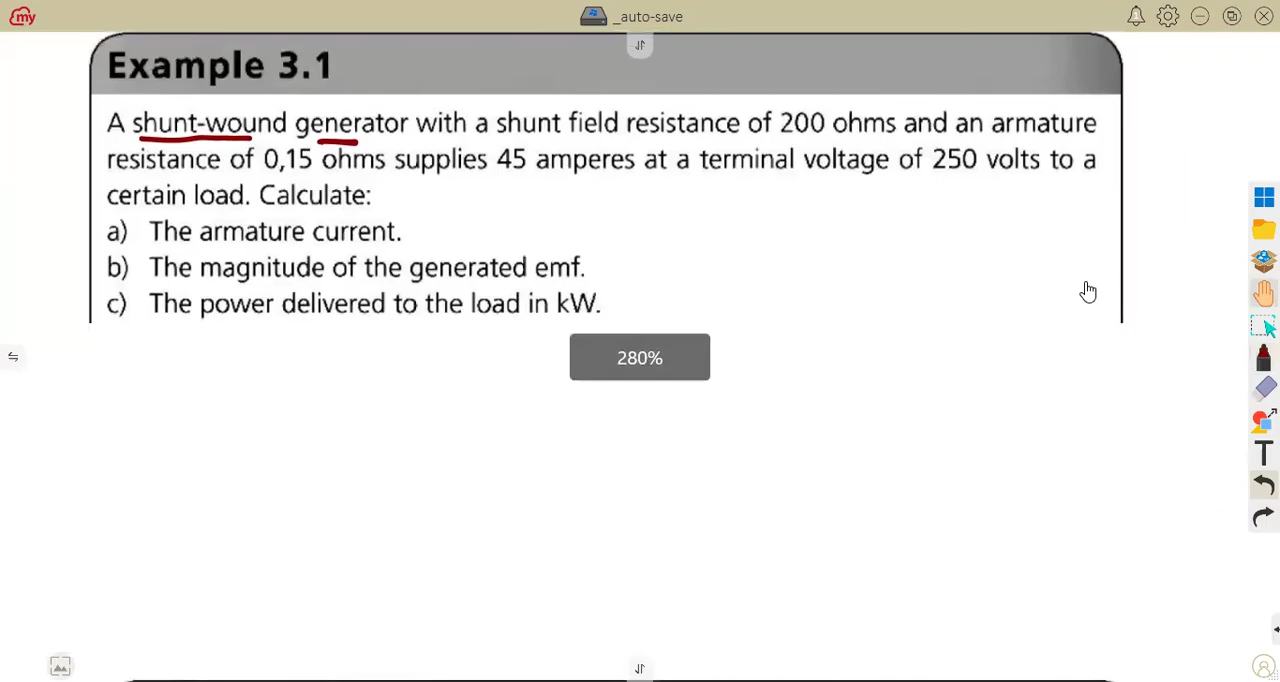 my
_auto-save
Example 3.1
A shunt-wound generator with a shunt field resistance of 200 ohms and an armature
resistance of 0,15 ohms supplies 45 amperes at a terminal voltage of 250 volts to a
certain load. Calculate:
a) The armature current.
b) The magnitude of the generated emf.
c) The power delivered to the load in kW.
280%
T